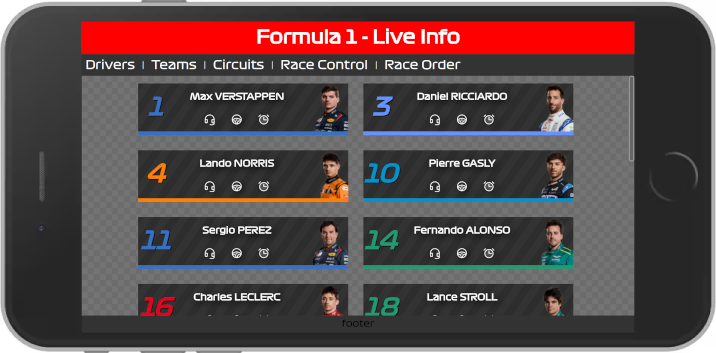 Formula 1 - Live Info
Drivers | Teams | Circuits | Race Control | Race Order
1 Max VERSTAPPEN
3 Daniel RICCIARDO
4 Lando NORRIS
10 Pierre GASLY
11 Sergio PEREZ
14 Fernando ALONSO
16 Charles LECLERC
18 Lance STROLL
footer